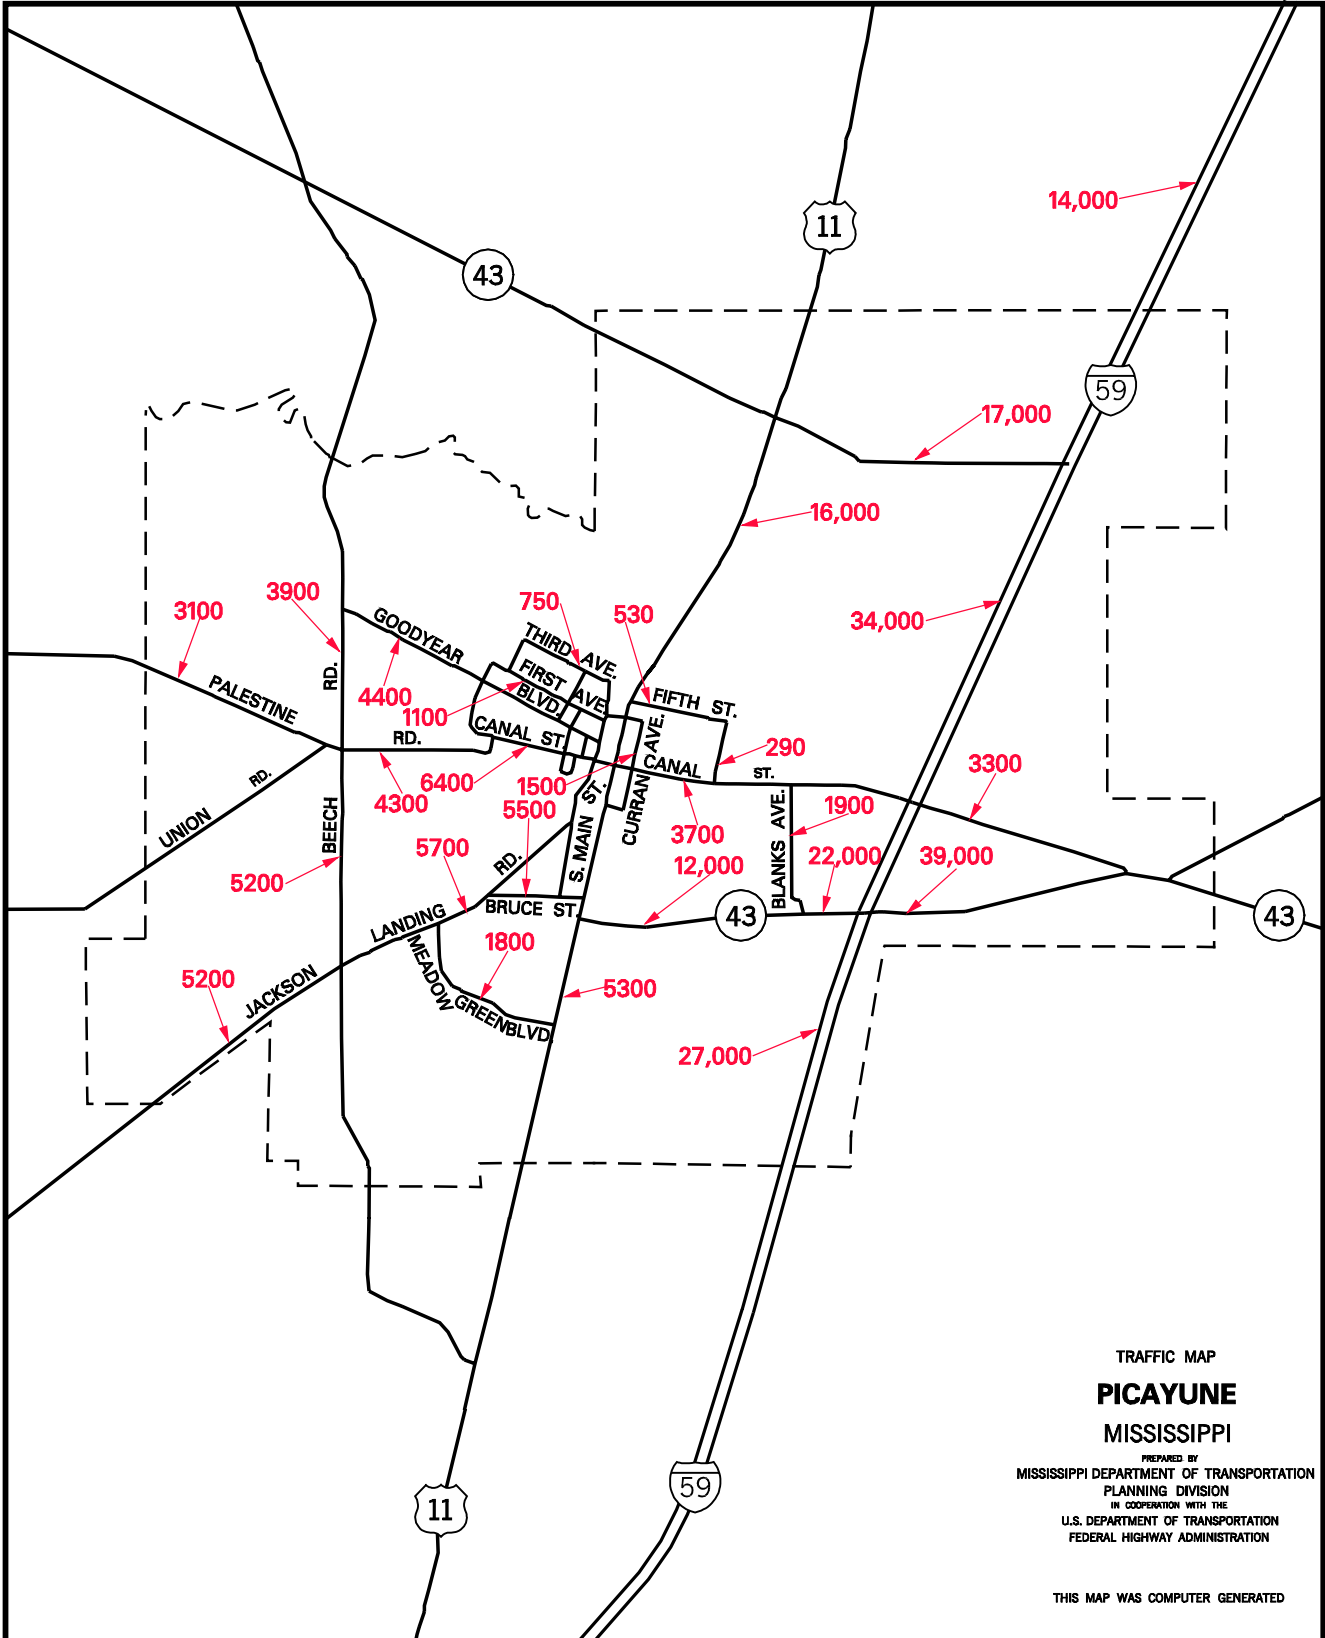 14,000
11
43
59
17,000
16,000
3900
3100
750
530
34,000
GOODYEAR
THIRD AVE.
RD.
FIRST AVE.
4400
BLVD.
PALESTINE
1100
FIFTH ST.
AVE.
CANAL ST.
RD.
290
CANAL
ST.
3300
RD.
6400
1500
4300
5500
ST.
CURRAN
1900
UNION
BEECH
BLANKS AVE.
3700
5700
RD.
S. MAIN
12,000
22,000
39,000
5200
BRUCE ST.
LANDING
43
43
1800
MEADOW
5200
JACKSON
5300
GREEN
BLVD.
27,000
TRAFFIC MAP
PICAYUNE
MISSISSIPPI
PREPARED BY
MISSISSIPPI DEPARTMENT OF TRANSPORTATION
PLANNING DIVISION
IN COOPERATION WITH THE
U.S. DEPARTMENT OF TRANSPORTATION
FEDERAL HIGHWAY ADMINISTRATION
59
11
THIS MAP WAS COMPUTER GENERATED